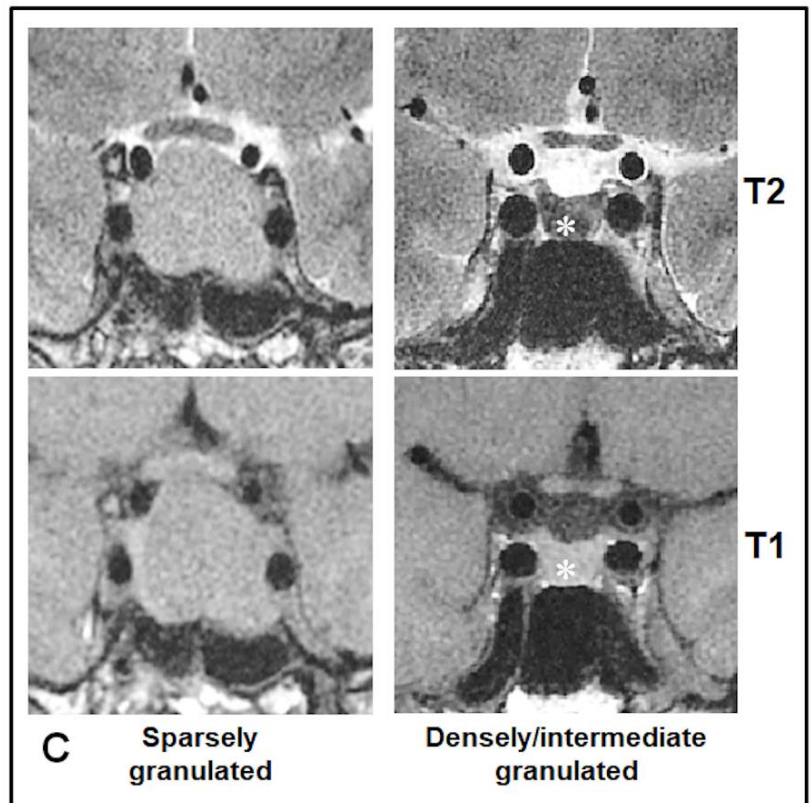 T2
*
T1
*
C
Sparsely
granulated
Densely/intermediate
granulated